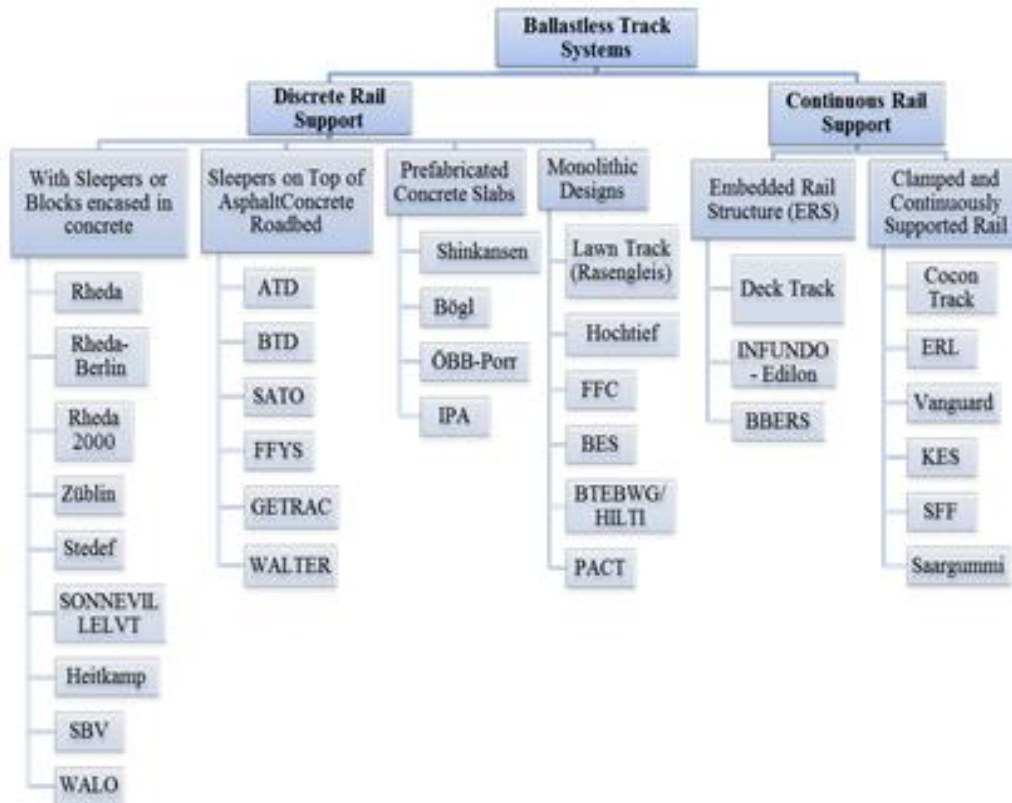 Ballastless Track
Systems
Discrete Rail
Support
Continuous Rail
Support
With Sleepers or
Blocks encased in
concrete
Sleepers on Top of
AsphaltConcrete
Roadbed
Prefabricated
Concrete Slabs
Monolithic
Designs
Embedded Rail
Structure (ERS)
Clamped and
Continuously
Supported Rail
Rheda
Rheda-
Berlin
Rheda
2000
Züblin
Stedef
SONNEVIL
LELVT
Heitkamp
SBV
WALO
ATD
BTD
SATO
FFYS
GETRAC
WALTER
Shinkansen
Bögl
ÖBB-Porr
IPA
Lawn Track
(Rasengleis)
Hochtief
FFC
BES
BTEBWG/
HILTI
PACT
Deck Track
INFUNDO
- Edilon
BBERS
Cocon
Track
ERL
Vanguard
KES
SFF
Saargummi